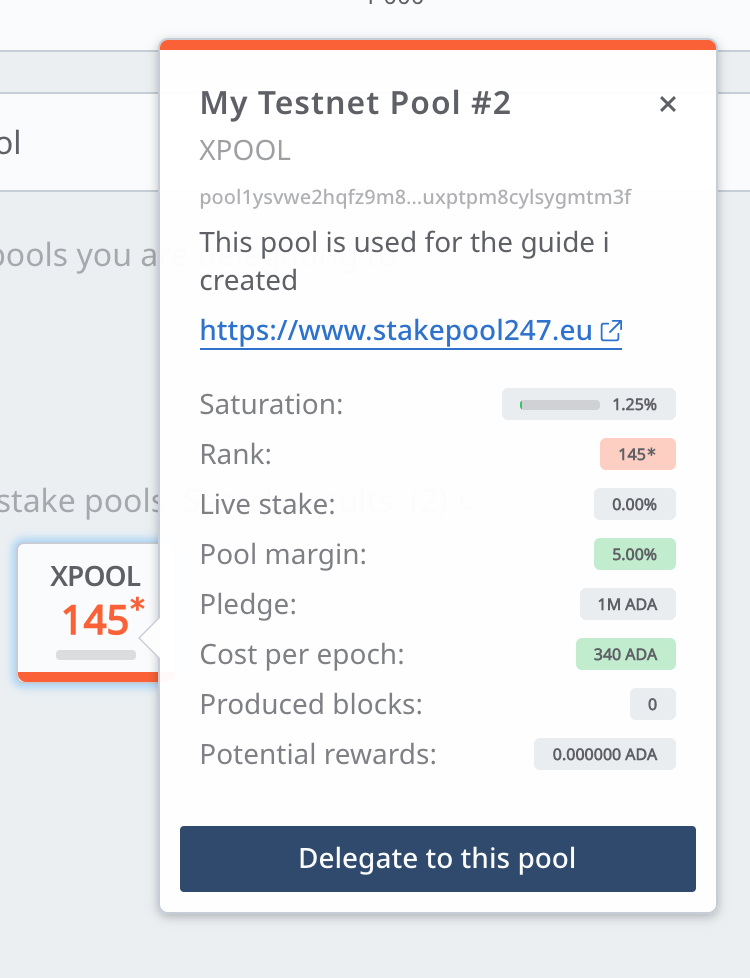 ol
My Testnet Pool #2
XPOOL
pool1ysvwe2hqfz9m8...uxptpm8cylsygmtm3f
pools you a
This pool is used for the guide i
created
https://www.stakepool247.eu
Saturation: 1.25%
Rank: 145*
stake pools
Live stake: 0.00%
Pool margin: 5.00%
XPOOL
145*
Pledge: 1M ADA
Cost per epoch: 340 ADA
Produced blocks: 0
Potential rewards: 0.000000 ADA
Delegate to this pool